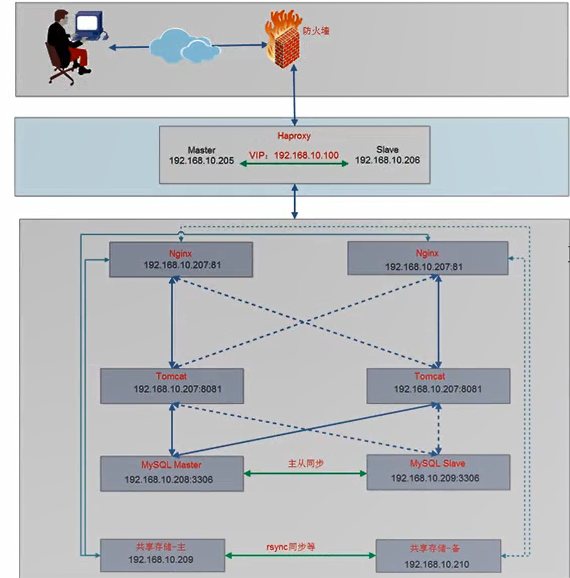 防火墙
Haproxy
Master
192.168.10.205
VIP：192.168.10.100
Slave
192.168.10.206
Nginx
192.168.10.207:81
Nginx
192.168.10.207:81
Tomcat
192.168.10.207:8081
Tomcat
192.168.10.207:8081
MySQL Master
192.168.10.208:3306
主从同步
MySQL Slave
192.168.10.209:3306
共享存储-主
192.168.10.209
rsync同步等
共享存储-备
192.168.10.210